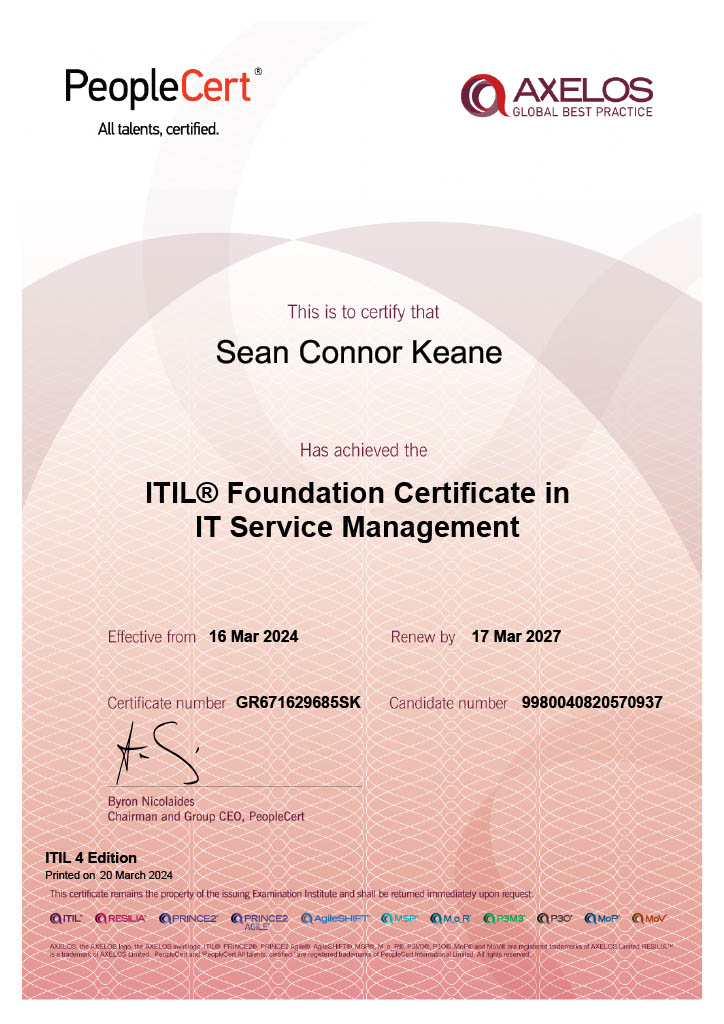 PeopleCert®
All talents, certified.
AXELOS
GLOBAL BEST PRACTICE
This is to certify that
Sean Connor Keane
Has achieved the
ITIL® Foundation Certificate in
IT Service Management
Effective from 16 Mar 2024
Renew by 17 Mar 2027
Certificate number GR671629685SK
Candidate number 9980040820570937
Byron Nicolaides
Chairman and Group CEO, PeopleCert
ITIL 4 Edition
Printed on 20 March 2024
This certificate remains the property of the issuing Examination Institute and shall be returned immediately upon request.
ITIL® RESILIA™ PRINCE2® PRINCE2 AGILE® AgileSHIFT® MSP® M_o_R® P3M3® P3O® MoP® MoV®
AXELOS, the AXELOS logo, the AXELOS swirl logo, ITIL®, PRINCE2®, PRINCE2 Agile®, AgileSHIFT®, MSP®, M_o_R®, P3M3®, P3O®, MoP® and MoV® are registered trademarks of AXELOS Limited. RESILIA™
is a trademark of AXELOS Limited. PeopleCert and 'PeopleCert All talents, certified.' are registered trademarks of PeopleCert International Limited. All rights reserved.